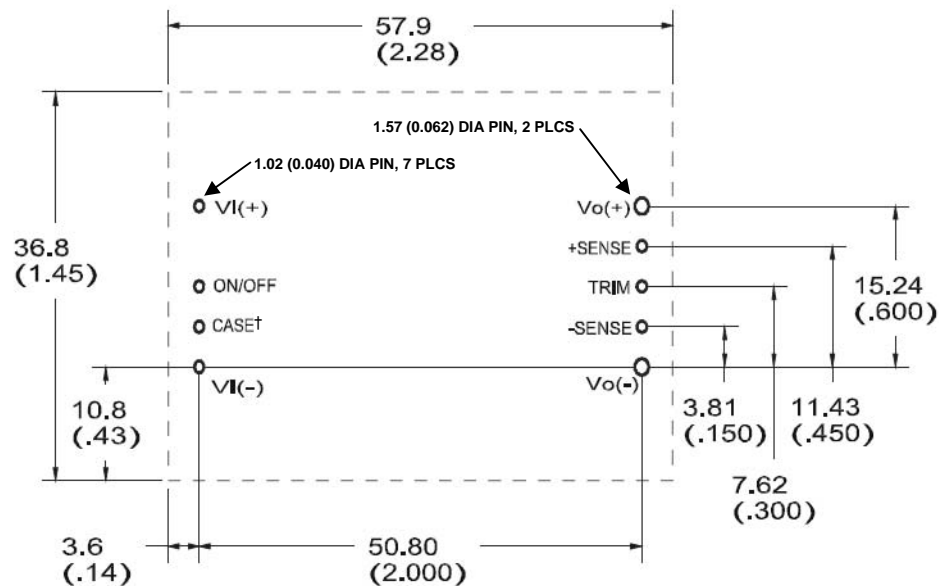 57.9
(2.28)
1.57 (0.062) DIA PIN, 2 PLCS
1.02 (0.040) DIA PIN, 7 PLCS
VI(+)
Vo(+)
+SENSE
36.8
(1.45)
ON/OFF
TRIM
15.24
(.600)
CASE†
-SENSE
VI(-)
Vo(-)
10.8
(.43)
3.81
(.150)
11.43
(.450)
7.62
(.300)
3.6
(.14)
50.80
(2.000)